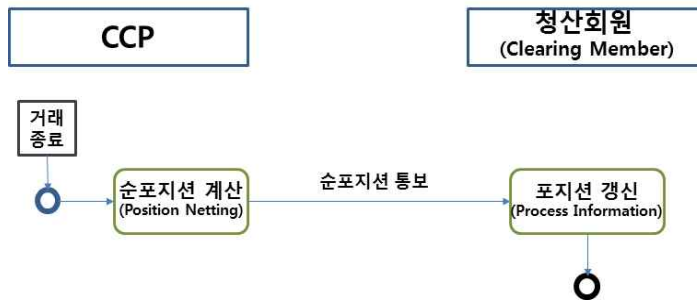 CCP
청산회원
(Clearing Member)
거래
종료
순포지션 계산
(Position Netting)
순포지션 통보
포지션 갱신
(Process Information)